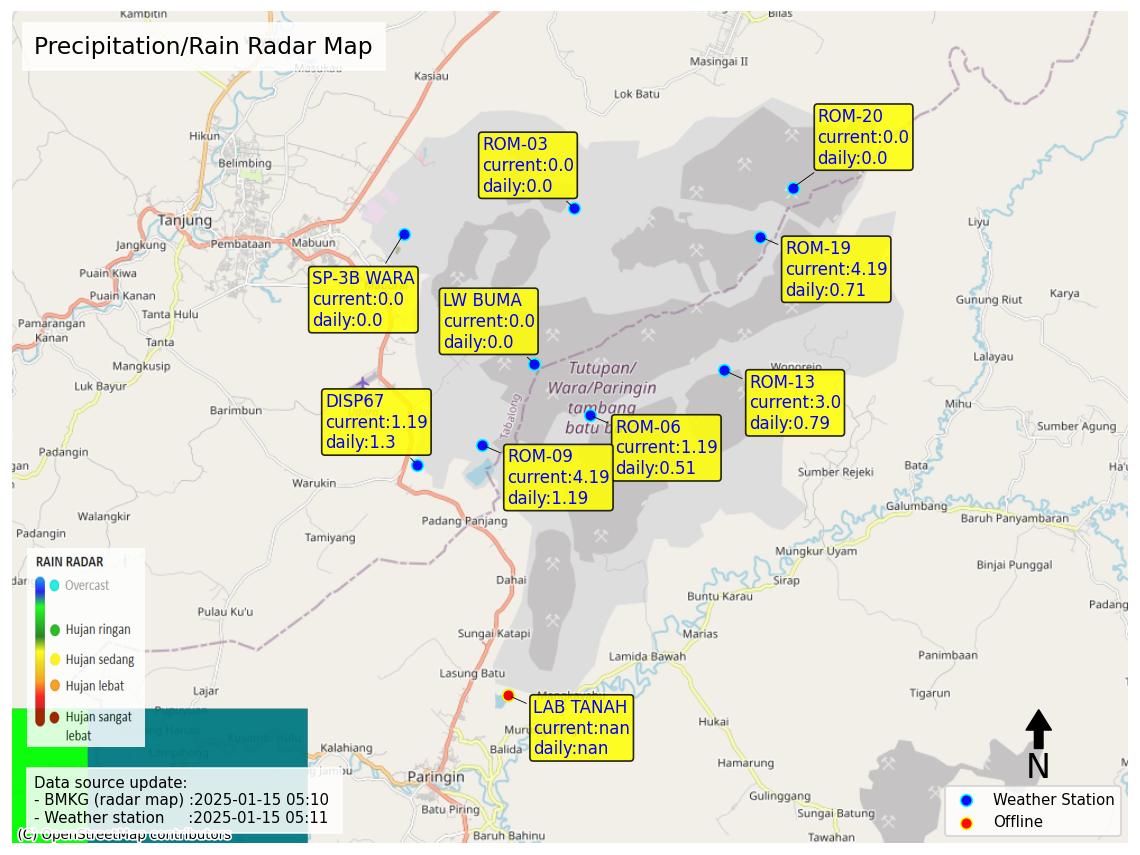 Kambitin
Bilas
Precipitation/Rain Radar Map
Masukau
Kasiau
Masingai II
Lok Batu
ROM-20
current:0.0
daily:0.0
Hikun
ROM-03
current:0.0
daily:0.0
Belimbing
Tanjung
Liyu
Jangkung
Pembataan
Mabuun
ROM-19
current:4.19
daily:0.71
Puain Kiwa
SP-3B WARA
current:0.0
daily:0.0
Puain Kanan
LW BUMA
current:0.0
daily:0.0
Karya
Gunung Riut
Tanta Hulu
Pamarangan
Kanan
Tanta
Lalayau
Mangkusip
Wonorejo
Tutupan/
Wara/Paringin
tambang
batu b
Luk Bayur
ROM-13
current:3.0
daily:0.79
DISP67
current:1.19
daily:1.3
Barimbun
Tabalong
Mihu
ROM-06
current:1.19
daily:0.51
Sumber Agung
Padangin
ROM-09
current:4.19
daily:1.19
gan
Bata
Ha'u
Sumber Rejeki
Warukin
Galumbang
Walangkir
Padang Panjang
Baruh Panyambaran
Padangin
Tamiyang
Mungkur Uyam
RAIN RADAR
Binjai Punggal
Overcast
Dahai
Sirap
Buntu Karau
Padang
Pulau Ku'u
Hujan ringan
Sungai Katapi
Marias
Hujan sedang
Lamida Bawah
Panimbaan
Lasung Batu
Hujan lebat
Lajar
Tigarun
LAB TANAH
current:nan
daily:nan
Hujan sangat
lebat
Hukai
Balida
Kalahiang
Hamarung
N
Data source update:
- BMKG (radar map) :2025-01-15 05:10
- Weather station :2025-01-15 05:11
Paringin
Gulinggang
Weather Station
Offline
Batu Piring
Sungai Batung
(C) OpenStreetMap contributors
Baruh Bahinu
Tawahan